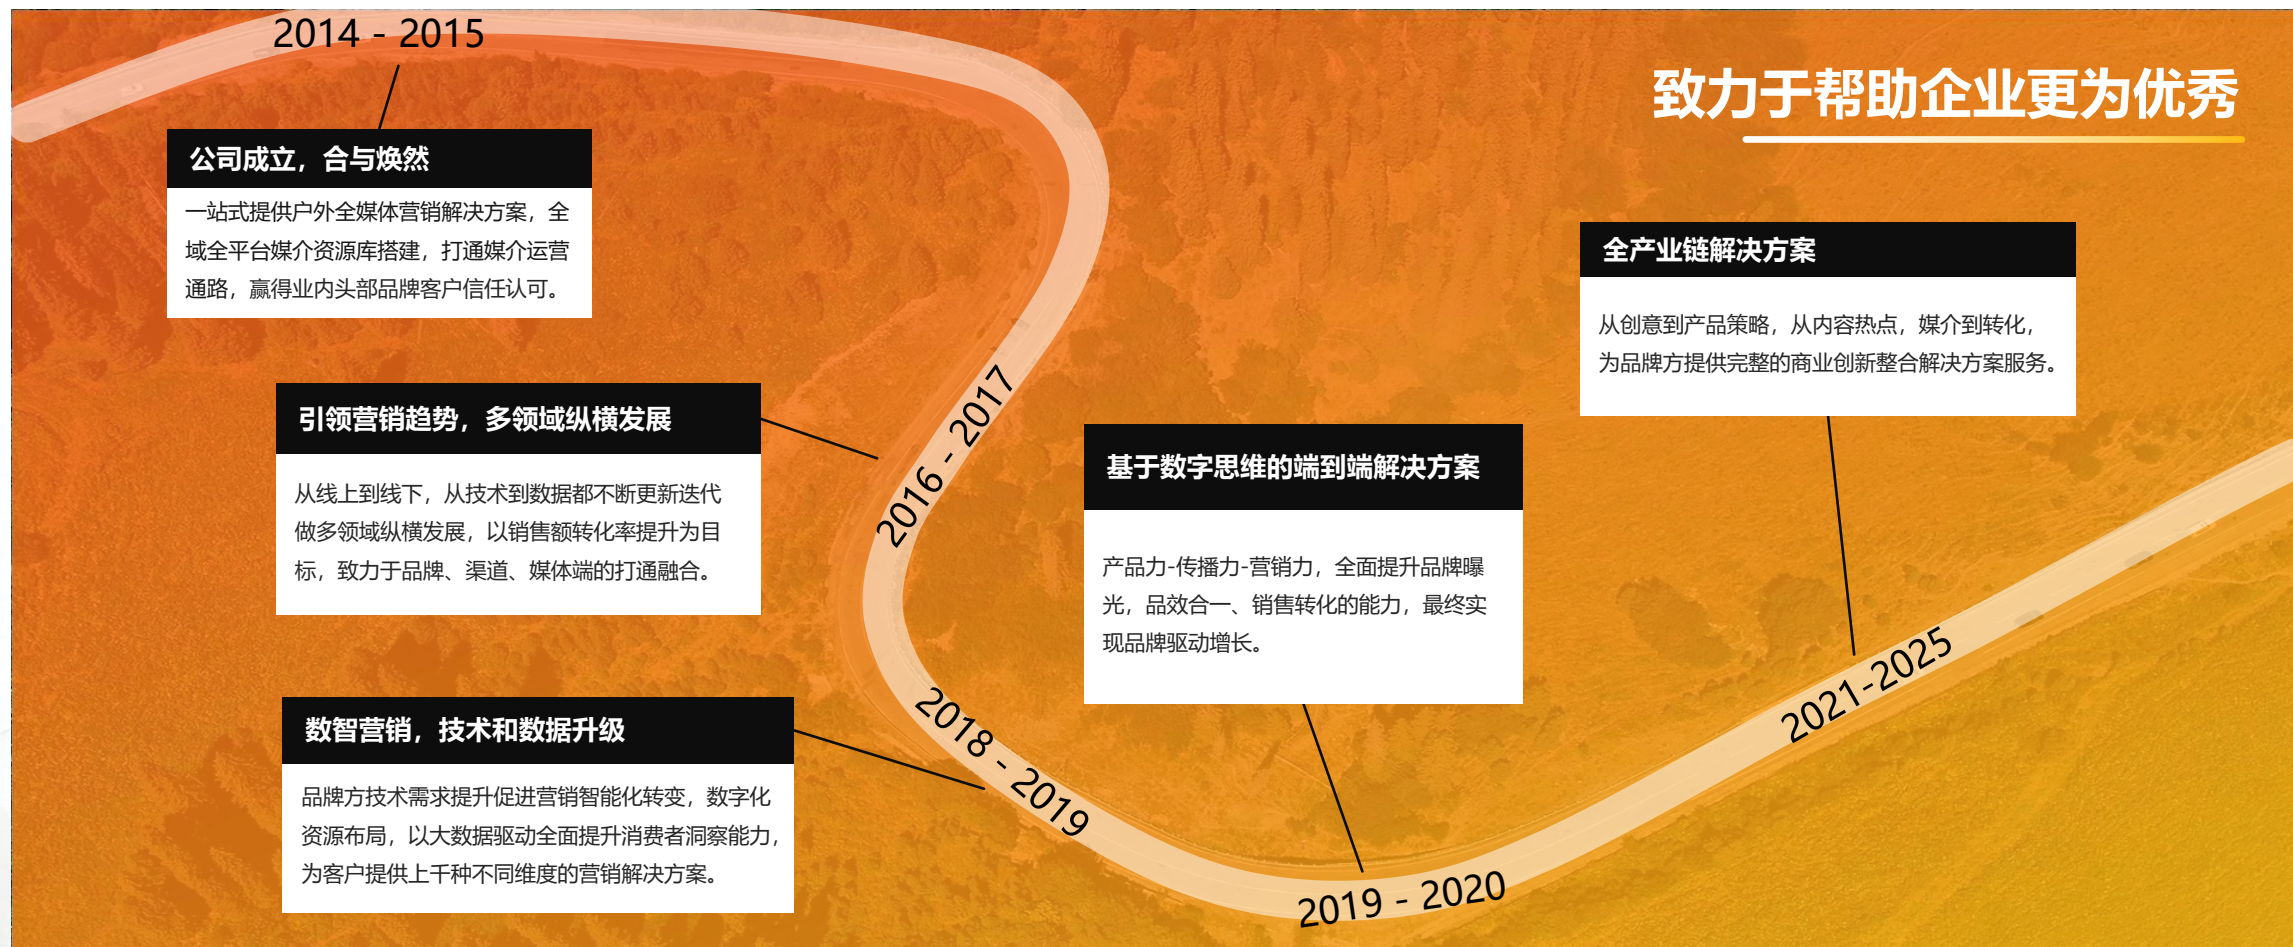 2014 - 2015
致力于帮助企业更为优秀
公司成立，合与焕然
一站式提供户外全媒体营销解决方案，全
域全平台媒介资源库搭建，打通媒介运营
通路，赢得业内头部品牌客户信任认可。
引领营销趋势，多领域纵横发展
从线上到线下，从技术到数据都不断更新迭代
做多领域纵横发展，以销售额转化率提升为目
标，致力于品牌、渠道、媒体端的打通融合。
2016 - 2017
数智营销，技术和数据升级
品牌方技术需求提升促进营销智能化转变，数字化
资源布局，以大数据驱动全面提升消费者洞察能力，
为客户提供上千种不同维度的营销解决方案。
2018 - 2019
基于数字思维的端到端解决方案
产品力-传播力-营销力，全面提升品牌曝
光，品效合一、销售转化的能力，最终实
现品牌驱动增长。
2019 - 2020
全产业链解决方案
从创意到产品策略，从内容热点，媒介到转化，
为品牌方提供完整的商业创新整合解决方案服务。
2021-2025